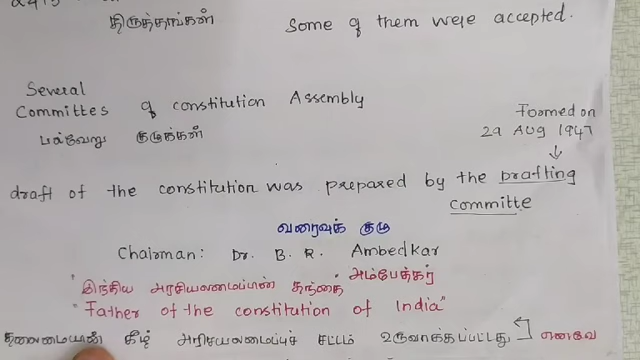 திருத்தங்கள் Some of them were accepted.
Several
Committes of constitution Assembly
பல்வேறு குழுக்கள்
Formed on
29 Aug 1947
draft of the constitution was prepared by the Drafting
committe
வரைவுக் குழு
Chairman: Dr. B. R. Ambedkar
"இந்திய அரசியலமைப்பின் தந்தை" அம்பேத்கர்
"Father of the constitution of India"
தலைமையின் கீழ் அரசியலமைப்புச் சட்டம் உருவாக்கப்பட்டது எனவே